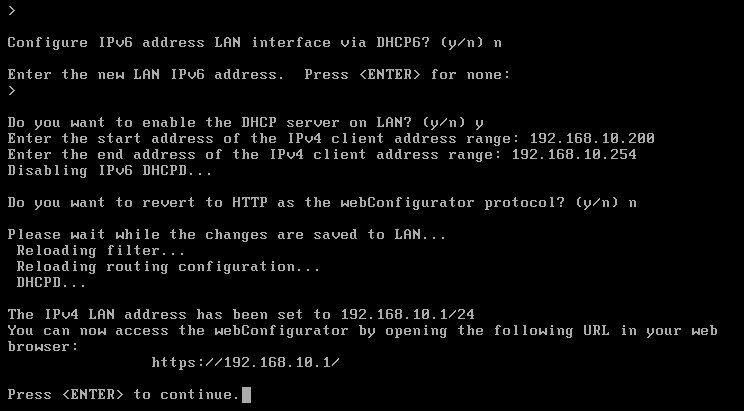 >
Configure IPv6 address LAN interface via DHCP6? (y/n) n
Enter the new LAN IPv6 address.  Press <ENTER> for none:
>
Do you want to enable the DHCP server on LAN? (y/n) y
Enter the start address of the IPv4 client address range: 192.168.10.200
Enter the end address of the IPv4 client address range: 192.168.10.254
Disabling IPv6 DHCPD...
Do you want to revert to HTTP as the webConfigurator protocol? (y/n) n
Please wait while the changes are saved to LAN...
 Reloading filter...
 Reloading routing configuration...
 DHCPD...
The IPv4 LAN address has been set to 192.168.10.1/24
You can now access the webConfigurator by opening the following URL in your web
browser:
                https://192.168.10.1/
Press <ENTER> to continue.